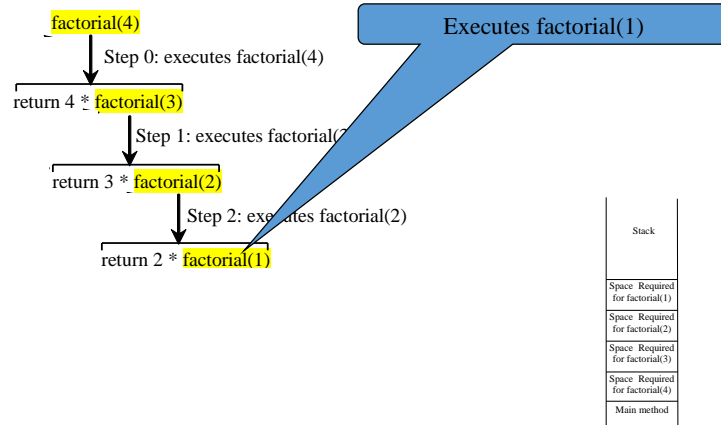 factorial(4)
Executes factorial(1)
Step 0: executes factorial(4)
return 4 * factorial(3)
Step 1: executes factorial(
return 3 * factorial(2)
Step 2: executes factorial(2)
return 2 * factorial(1)
Stack
Space Required
for factorial(1)
Space Required
for factorial(2)
Space Required
for factorial(3)
Space Required
for factorial(4)
Main method